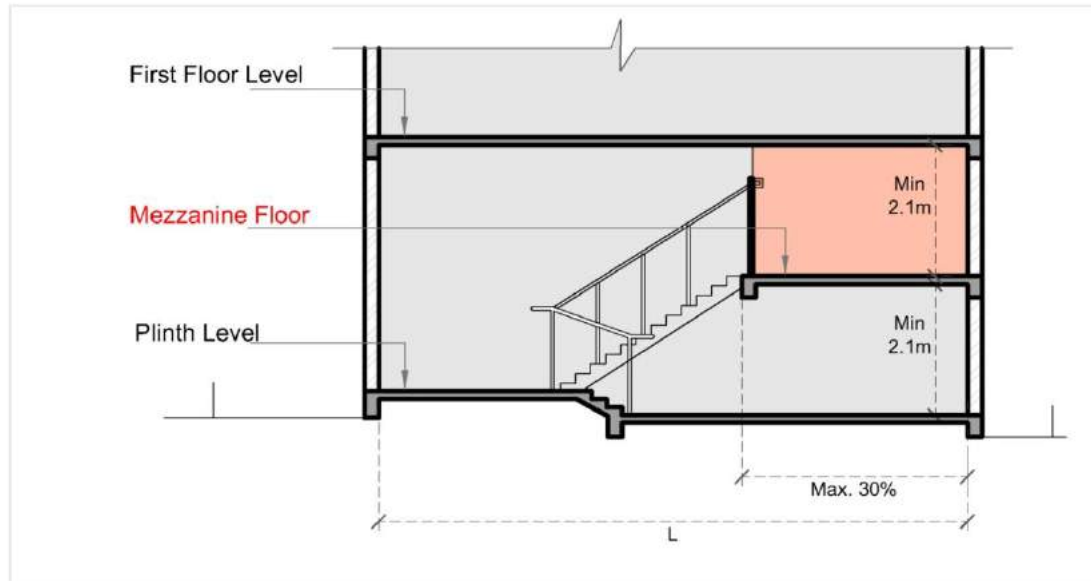 First Floor Level
Min
2.1m
Mezzanine Floor
Plinth Level
Min
2.1m
Max. 30%
L